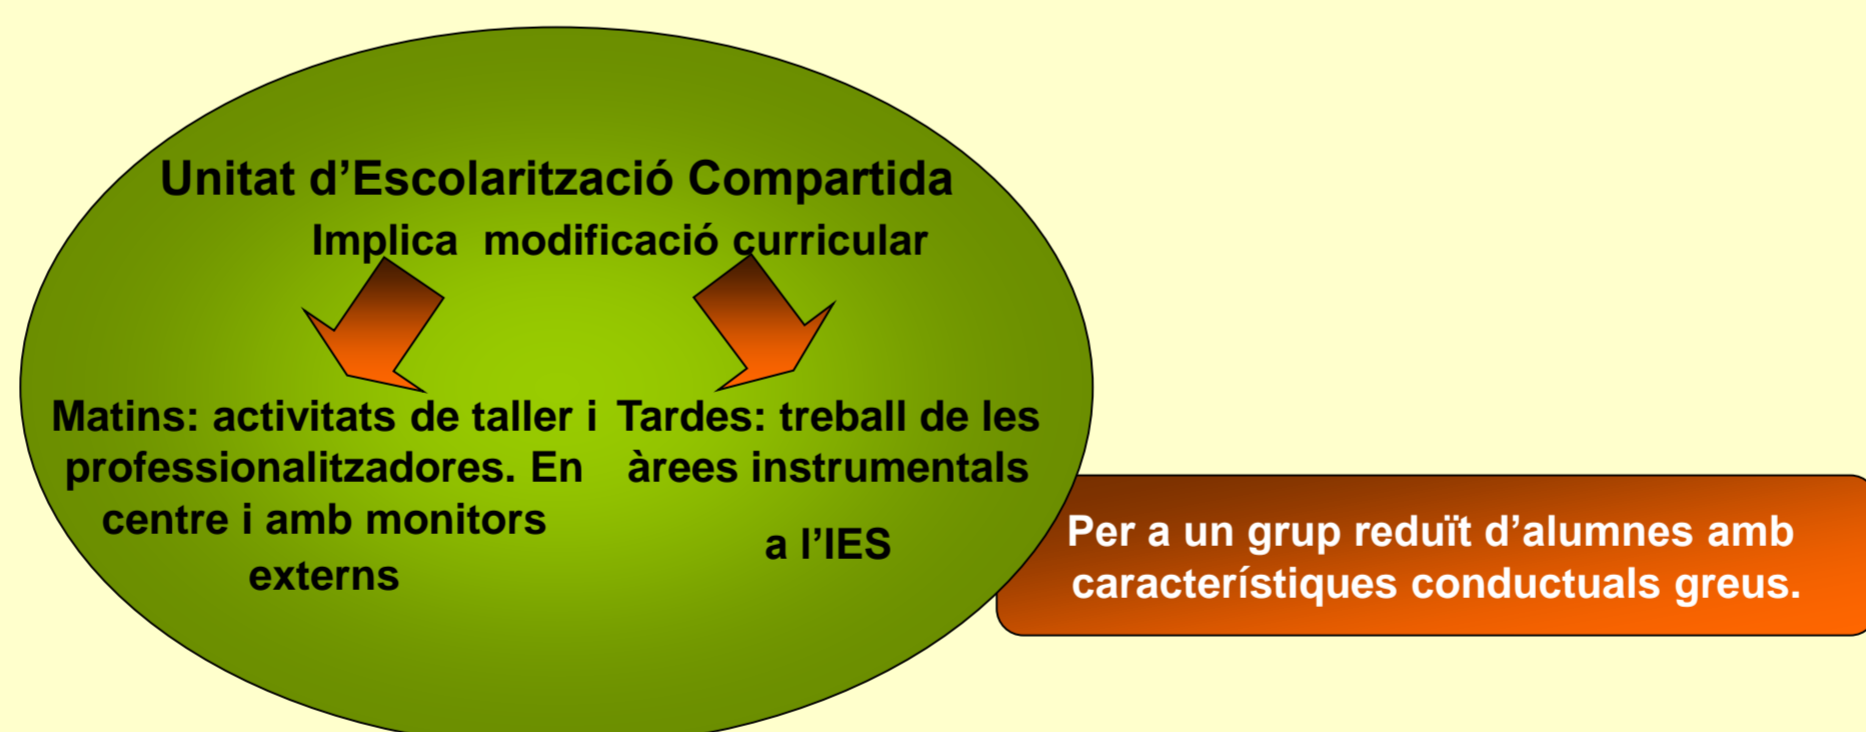 Unitat d’Escolarització Compartida
Implica  modificació curricular
Matins: activitats de taller i
professionalitzadores. En
centre i amb monitors
externs
Tardes: treball de les
àrees instrumentals
a l’IES
Per a un grup reduït d’alumnes amb
característiques conductuals greus.